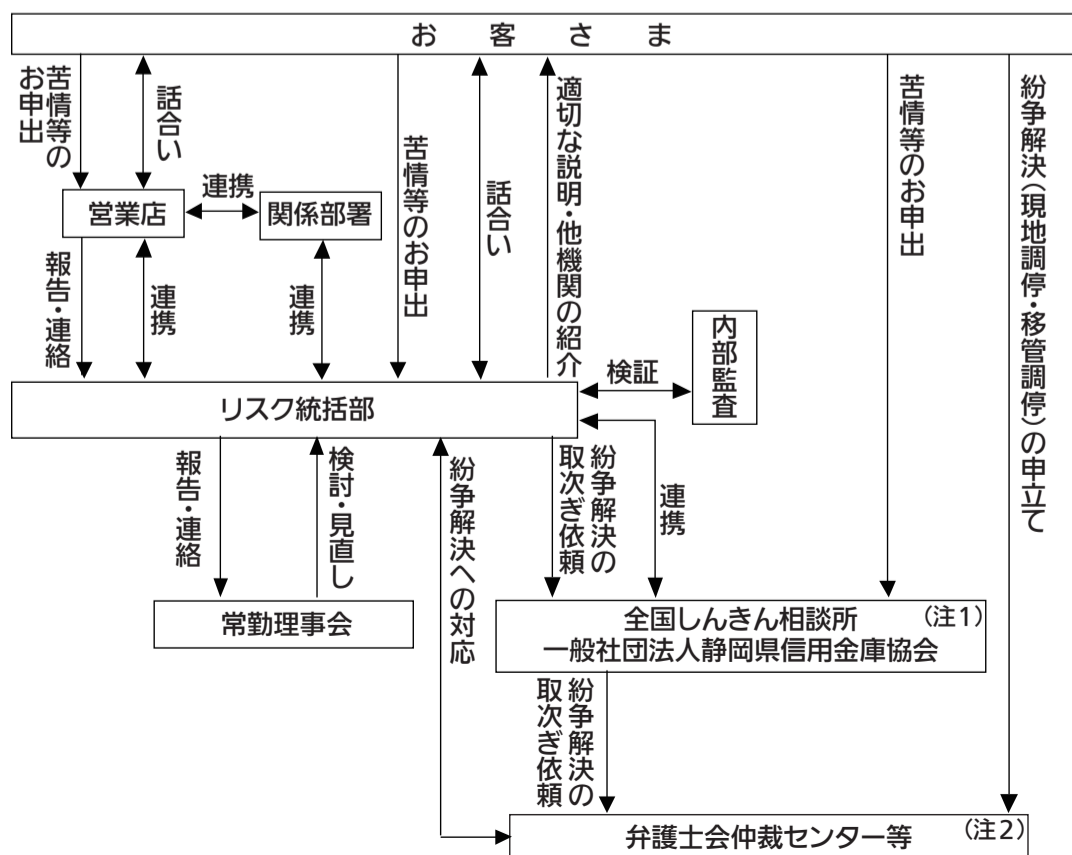 お客さま
苦情等の
お申出
話合い
苦情等のお申出
話合い
適切な説明・他機関の紹介
苦情等のお申出
紛争解決(現地調停・移管調停)の申立て
営業店
連携
関係部署
報告・連絡
連携
連携
内部監査
検証
リスク統括部
報告・連絡
検討・見直し
紛争解決への対応
紛争解決の
取次ぎ依頼
連携
常勤理事会
全国しんきん相談所 (注1)
一般社団法人静岡県信用金庫協会
紛争解決の
取次ぎ依頼
弁護士会仲裁センター等 (注2)